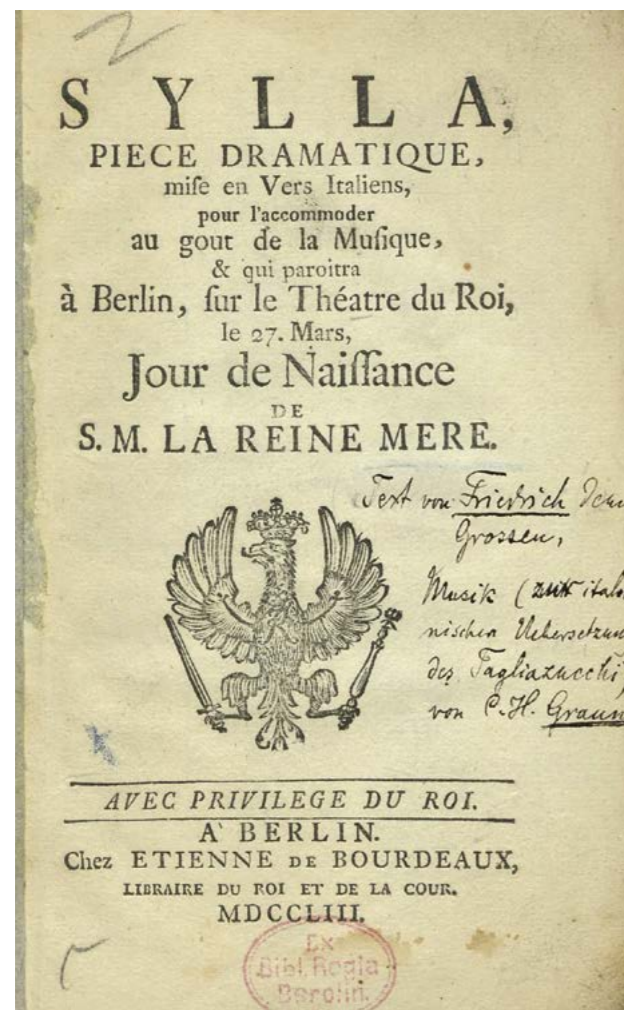 2
S Y L L A,
PIECE DRAMATIQUE,
miſe en Vers Italiens,
pour l'accommoder
au gout de la Muſique,
& qui paroitra
à Berlin, ſur le Théatre du Roi,
le 27. Mars,
Jour de Naiſſance
DE
S. M. LA REINE MERE.
Text von Friedrich dem
Grossen,
Musik (zur ital
nischen Uebersetzun
des Tagliazucchi
von C. H. Graun
AVEC PRIVILEGE DU ROI.
A' BERLIN.
Chez ETIENNE DE BOURDEAUX,
LIBRAIRE DU ROI ET DE LA COUR.
MDCCLIII.
Ex
Bibl. Regia
Berolin.